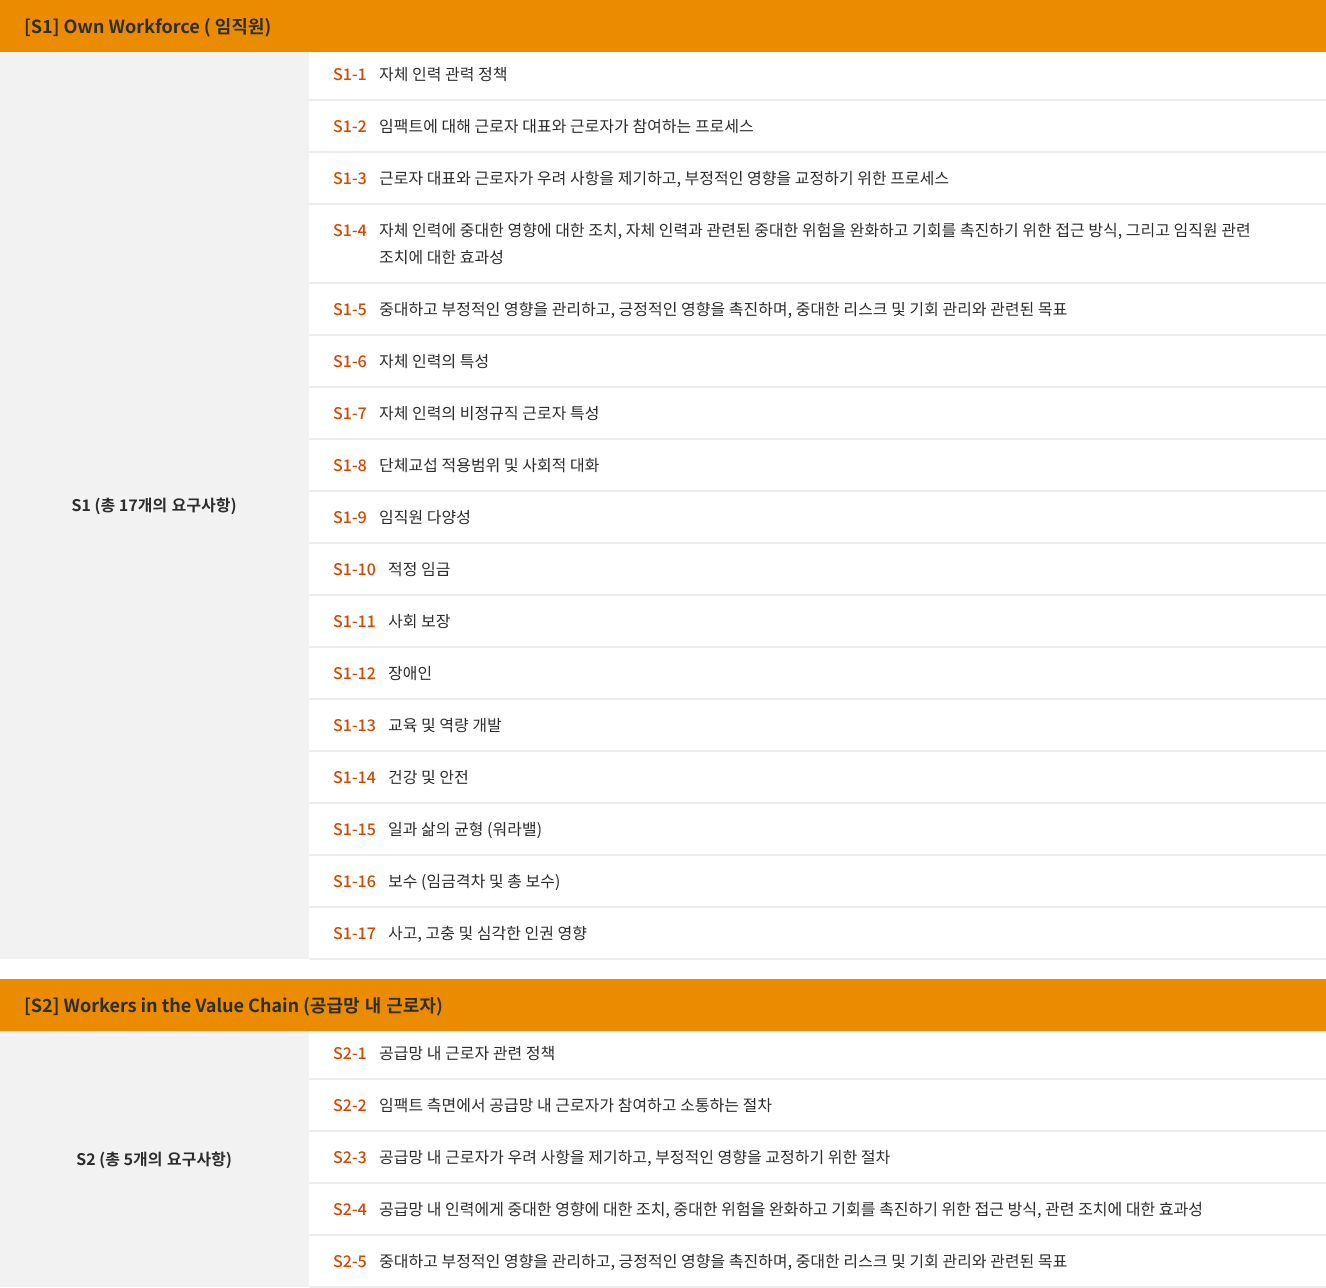 [S1] Own Workforce ( 임직원)
S1 (총 17개의 요구사항)
S1-1 자체 인력 관력 정책
S1-2 임팩트에 대해 근로자 대표와 근로자가 참여하는 프로세스
S1-3 근로자 대표와 근로자가 우려 사항을 제기하고, 부정적인 영향을 교정하기 위한 프로세스
S1-4 자체 인력에 중대한 영향에 대한 조치, 자체 인력과 관련된 중대한 위험을 완화하고 기회를 촉진하기 위한 접근 방식, 그리고 임직원 관련
조치에 대한 효과성
S1-5 중대하고 부정적인 영향을 관리하고, 긍정적인 영향을 촉진하며, 중대한 리스크 및 기회 관리와 관련된 목표
S1-6 자체 인력의 특성
S1-7 자체 인력의 비정규직 근로자 특성
S1-8 단체교섭 적용범위 및 사회적 대화
S1-9 임직원 다양성
S1-10 적정 임금
S1-11 사회 보장
S1-12 장애인
S1-13 교육 및 역량 개발
S1-14 건강 및 안전
S1-15 일과 삶의 균형 (워라밸)
S1-16 보수 (임금격차 및 총 보수)
S1-17 사고, 고충 및 심각한 인권 영향
[S2] Workers in the Value Chain (공급망 내 근로자)
S2 (총 5개의 요구사항)
S2-1 공급망 내 근로자 관련 정책
S2-2 임팩트 측면에서 공급망 내 근로자가 참여하고 소통하는 절차
S2-3 공급망 내 근로자가 우려 사항을 제기하고, 부정적인 영향을 교정하기 위한 절차
S2-4 공급망 내 인력에게 중대한 영향에 대한 조치, 중대한 위험을 완화하고 기회를 촉진하기 위한 접근 방식, 관련 조치에 대한 효과성
S2-5 중대하고 부정적인 영향을 관리하고, 긍정적인 영향을 촉진하며, 중대한 리스크 및 기회 관리와 관련된 목표